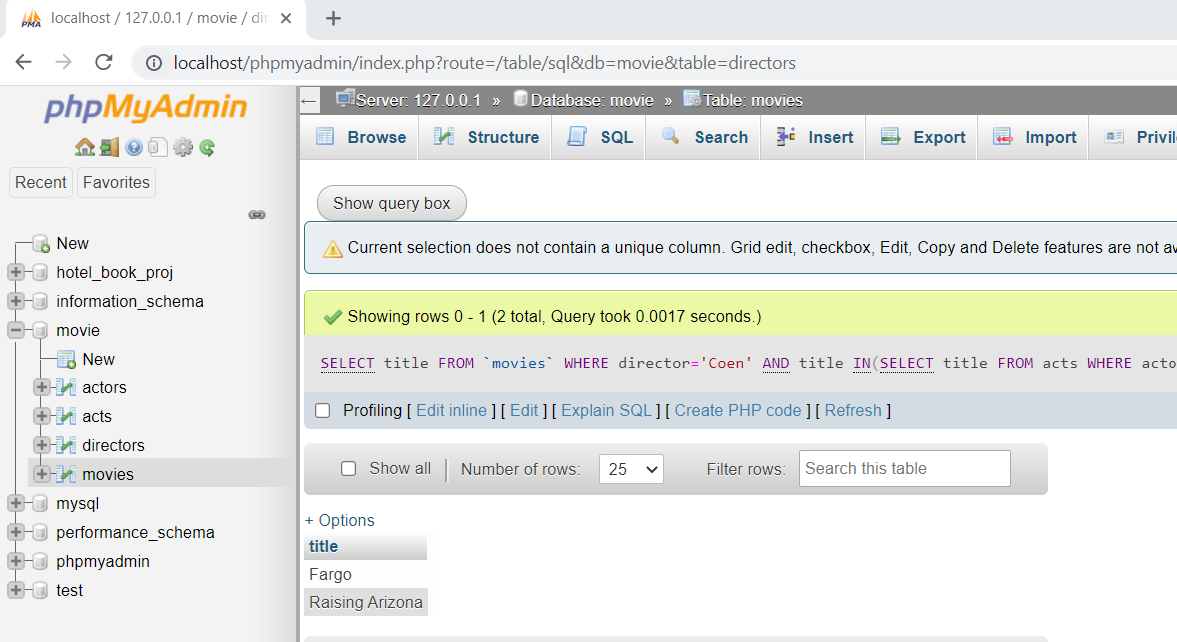 PMA localhost / 127.0.0.1 / movie / dir
localhost/phpmyadmin/index.php?route=/table/sql&db=movie&table=directors
phpMyAdmin
Recent Favorites
New
hotel_book_proj
information_schema
movie
New
actors
acts
directors
movies
mysql
performance_schema
phpmyadmin
test
Server: 127.0.0.1 » Database: movie » Table: movies
Browse Structure SQL Search Insert Export Import Privil
Show query box
Current selection does not contain a unique column. Grid edit, checkbox, Edit, Copy and Delete features are not av
Showing rows 0 - 1 (2 total, Query took 0.0017 seconds.)
SELECT title FROM `movies` WHERE director='Coen' AND title IN(SELECT title FROM acts WHERE acto
Profiling [ Edit inline ] [ Edit ] [ Explain SQL ] [ Create PHP code ] [ Refresh ]
Show all Number of rows: 25 Filter rows: Search this table
+ Options
title
Fargo
Raising Arizona